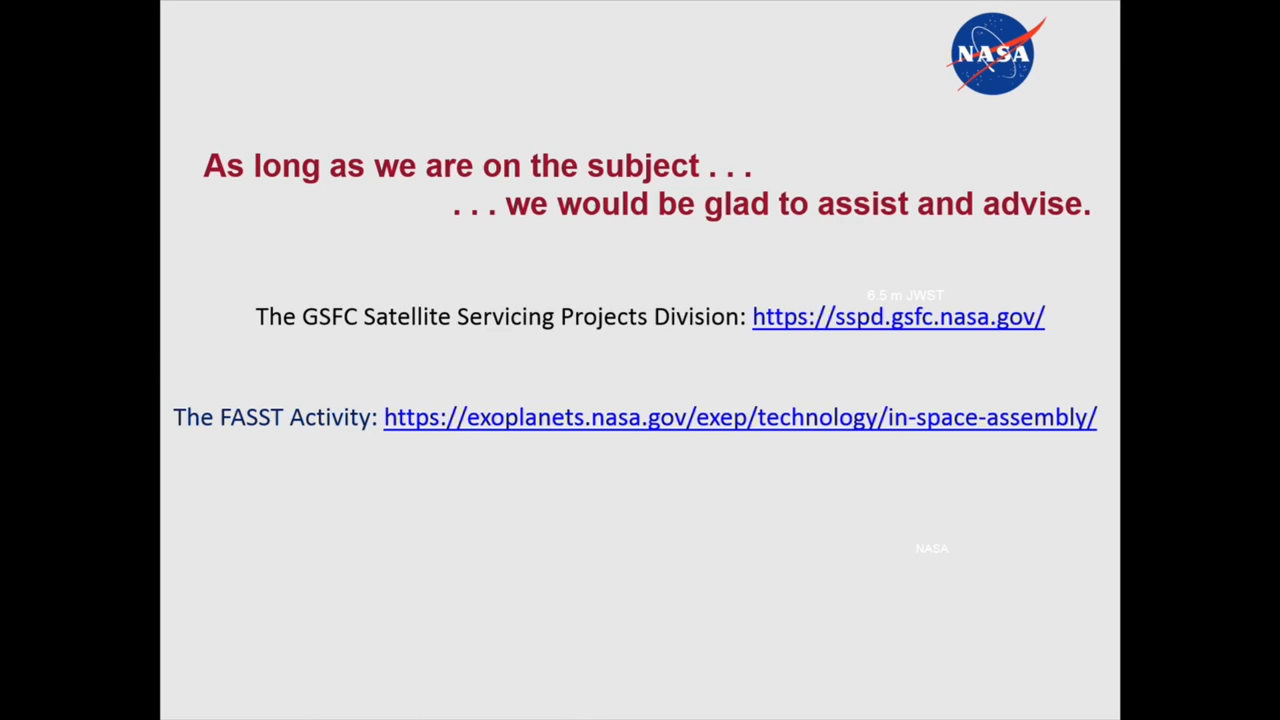 NASA
As long as we are on the subject . . .
. . . we would be glad to assist and advise.
6.5 m JWST
The GSFC Satellite Servicing Projects Division: https://sspd.gsfc.nasa.gov/
The FASST Activity: https://exoplanets.nasa.gov/exep/technology/in-space-assembly/
NASA